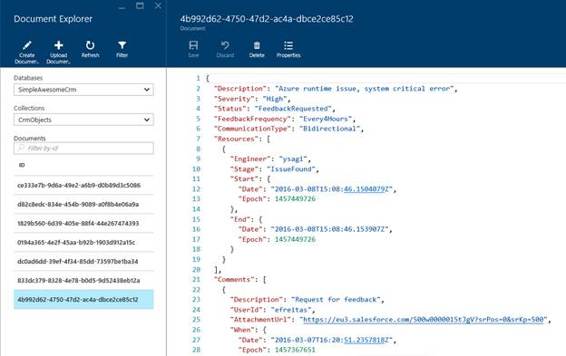 Document Explorer
Create Documen..
Upload Documen..
Refresh
Filter
Databases
SimpleAwesomeCrm
Collections
CrmObjects
Documents
Filter by id
ID
ce333e7b-9d6a-49e2-a6b9-d0b89d3c5086
d82c8edc-834e-454b-9089-a0f8b4e06a9a
1829b560-6d39-405e-88f4-44e267474393
0194a365-4e2f-45aa-b92b-1903d912a15c
dc0ad6dd-39ef-4f34-85dd-73597be1ba34
833dc379-8328-4e78-b0d5-9d52438eb12a
4b992d62-4750-47d2-ac4a-dbce2ce85c12
4b992d62-4750-47d2-ac4a-dbce2ce85c12
Document
Save
Discard
Delete
Properties
1 {
2 "Description": "Azure runtime issue, system critical error",
3 "Severity": "High",
4 "Status": "FeedbackRequested",
5 "FeedbackFrequency": "Every4Hours",
6 "CommunicationType": "Bidirectional",
7 "Resources": [
8 {
9 "Engineer": "ysagi",
10 "Stage": "IssueFound",
11 "Start": {
12 "Date": "2016-03-08T15:08:46.1504079Z",
13 "Epoch": 1457449726
14 },
15 "End": {
16 "Date": "2016-03-08T15:08:46.153907Z",
17 "Epoch": 1457449726
18 }
19 }
20 ],
21 "Comments": [
22 {
23 "Description": "Request for feedback",
24 "UserId": "efreitas",
25 "AttachmentUrl": "https://eu3.salesforce.com/500w0000015tJgV?srPos=0&srKp=500",
26 "When": {
27 "Date": "2016-03-07T16:20:51.2357818Z",
28 "Epoch": 1457367651